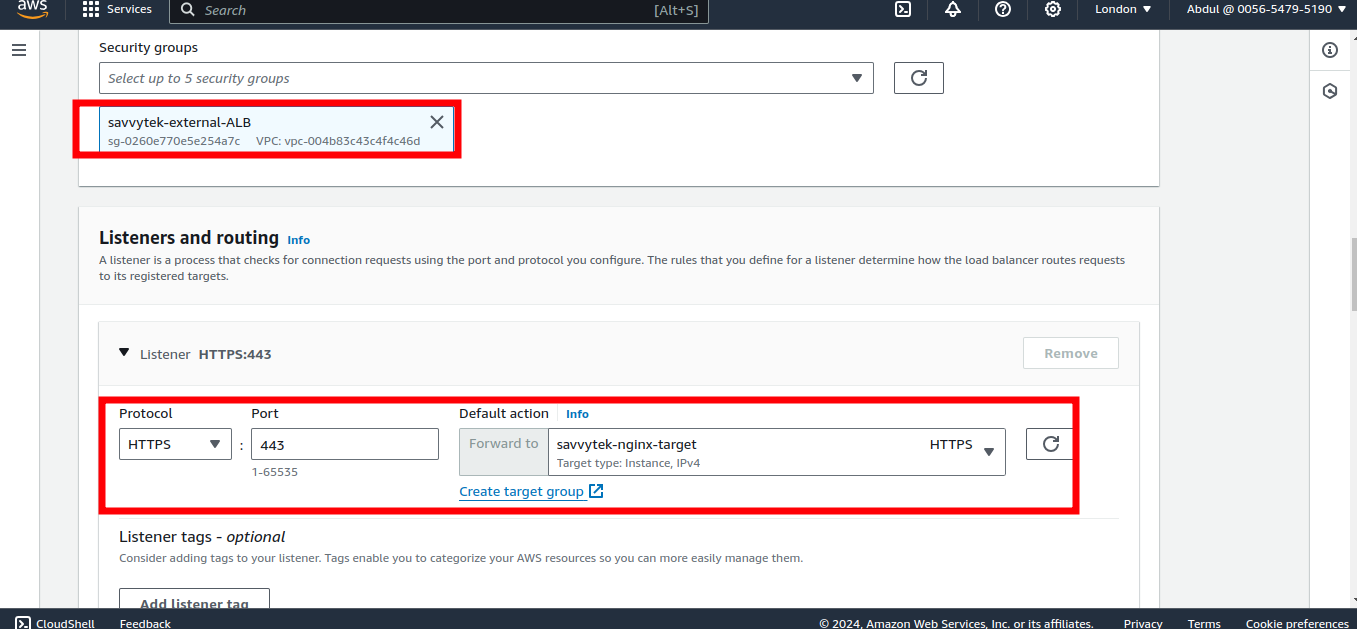 aws
Services
Search
[Alt+S]
London
Abdul @ 0056-5479-5190
Security groups
Select up to 5 security groups
savvytek-external-ALB
sg-0260e770e5e254a7c VPC: vpc-004b83c43c4f4c46d
Listeners and routing Info
A listener is a process that checks for connection requests using the port and protocol you configure. The rules that you define for a listener determine how the load balancer routes requests
to its registered targets.
Listener HTTPS:443
Remove
Protocol Port Default action Info
HTTPS : 443 Forward to savvytek-nginx-target HTTPS
Target type: Instance, IPv4
1-65535
Create target group
Listener tags - optional
Consider adding tags to your listener. Tags enable you to categorize your AWS resources so you can more easily manage them.
Add listener tag
CloudShell Feedback © 2024, Amazon Web Services, Inc. or its affiliates. Privacy Terms Cookie preferences